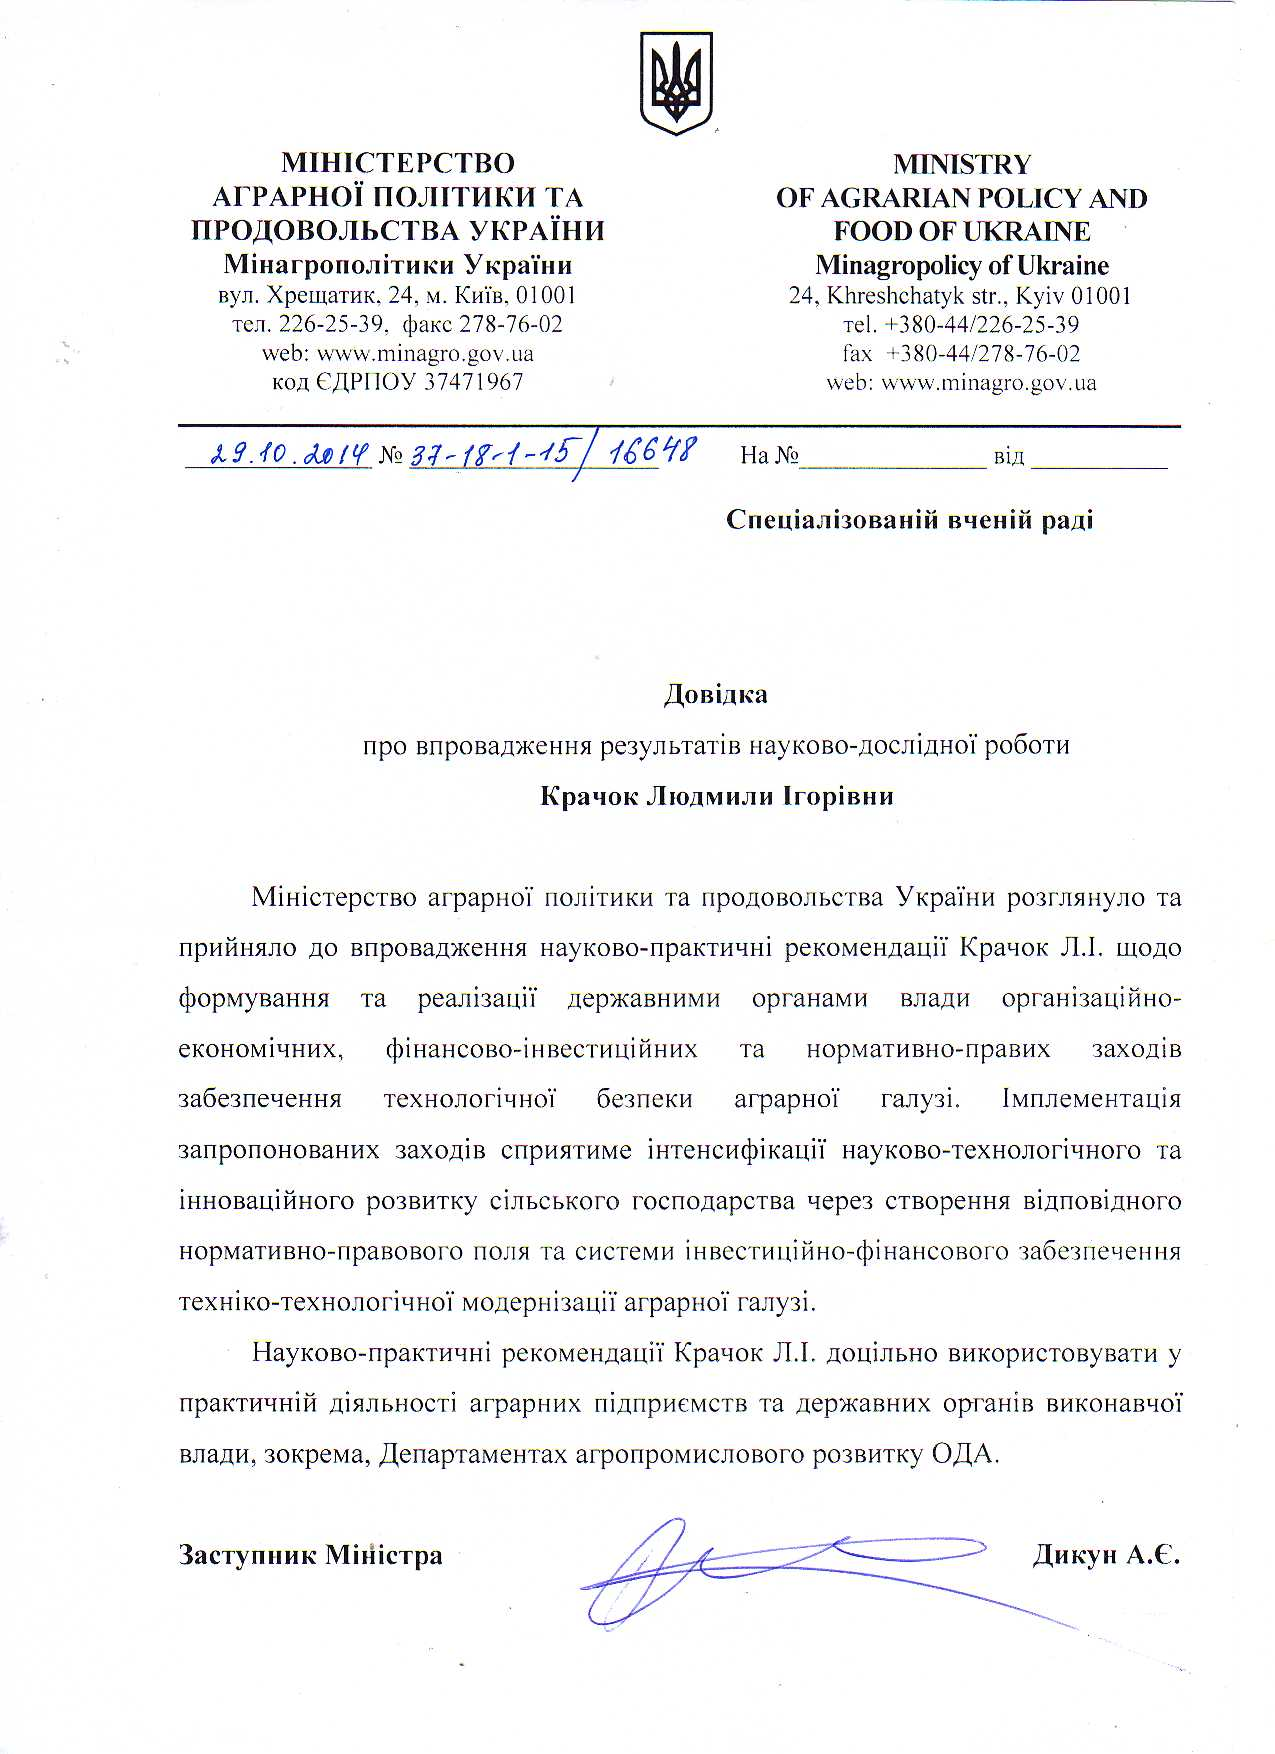 МІНІСТЕРСТВО
АГРАРНОЇ ПОЛІТИКИ ТА
ПРОДОВОЛЬСТВА УКРАЇНИ
Мінагрополітики України
вул. Хрещатик, 24, м. Київ, 01001
тел. 226-25-39, факс 278-76-02
web: www.minagro.gov.ua
код ЄДРПОУ 37471967
MINISTRY
OF AGRARIAN POLICY AND
FOOD OF UKRAINE
Minagropolicy of Ukraine
24, Khreshchatyk str., Kyiv 01001
tel. +380-44/226-25-39
fax +380-44/278-76-02
web: www.minagro.gov.ua
29.10.2014 № 37-18-1-15/16648 На №______________ від __________
Спеціалізованій вченій раді
Довідка
про впровадження результатів науково-дослідної роботи
Крачок Людмили Ігорівни
Міністерство аграрної політики та продовольства України розглянуло та
прийняло до впровадження науково-практичні рекомендації Крачок Л.І. щодо
формування та реалізації державними органами влади організаційно-
економічних, фінансово-інвестиційних та нормативно-правих заходів
забезпечення технологічної безпеки аграрної галузі. Імплементація
запропонованих заходів сприятиме інтенсифікації науково-технологічного та
інноваційного розвитку сільського господарства через створення відповідного
нормативно-правового поля та системи інвестиційно-фінансового забезпечення
техніко-технологічної модернізації аграрної галузі.
Науково-практичні рекомендації Крачок Л.І. доцільно використовувати у
практичній діяльності аграрних підприємств та державних органів виконавчої
влади, зокрема, Департаментах агропромислового розвитку ОДА.
Заступник Міністра Дикун А.Є.